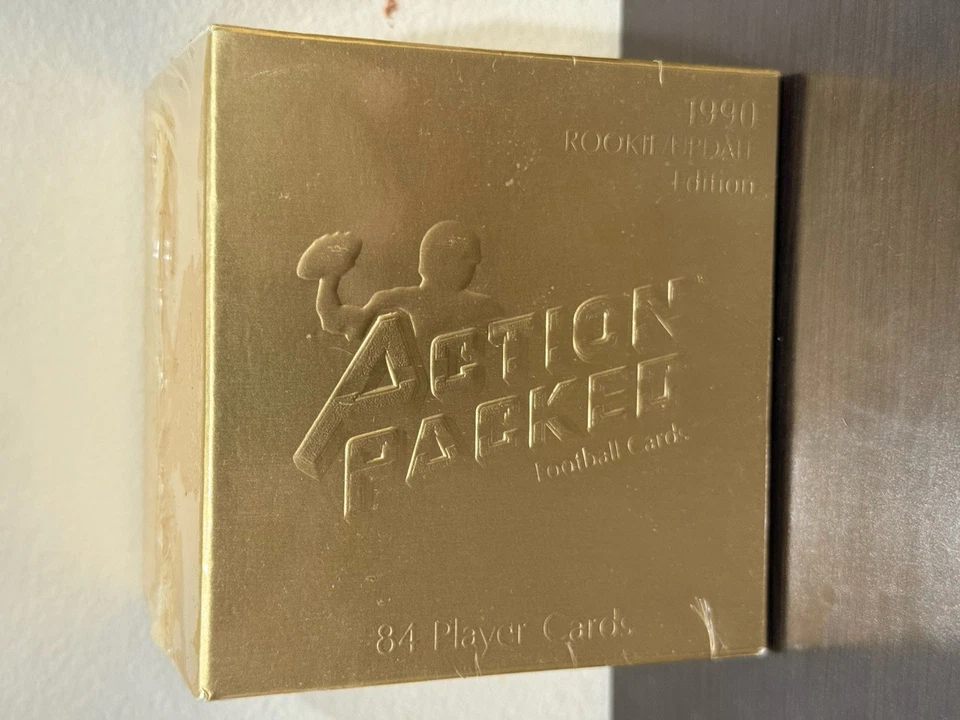 1990
ROOKIE/UPDATE
Edition
ACTION
PACKED
Football Cards
84 Player Cards